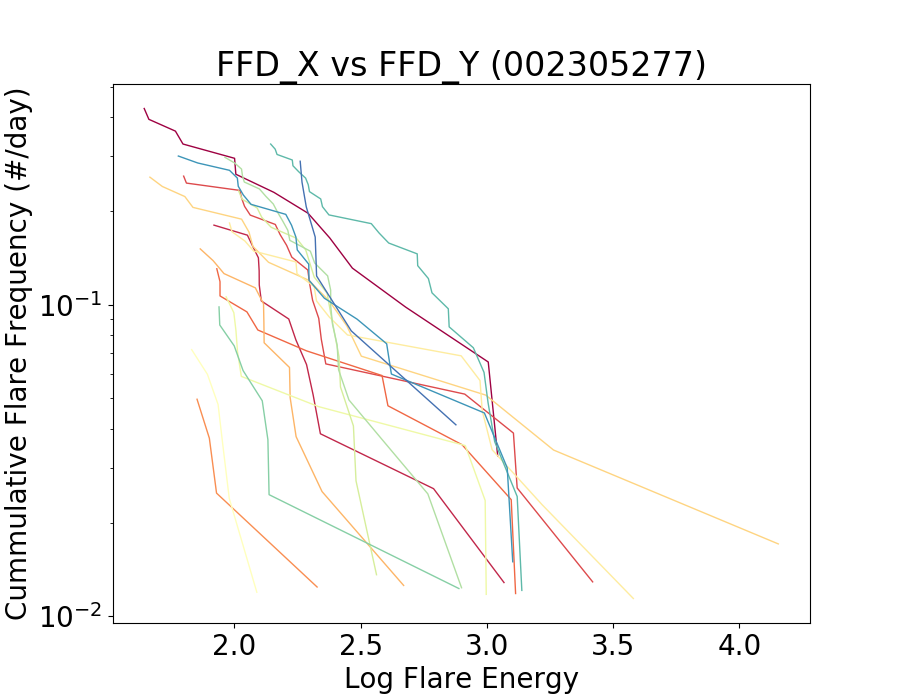 FFD_X vs FFD_Y (002305277)
Cummulative Flare Frequency (#/day)
10⁻¹
10⁻²
2.0 2.5 3.0 3.5 4.0
Log Flare Energy